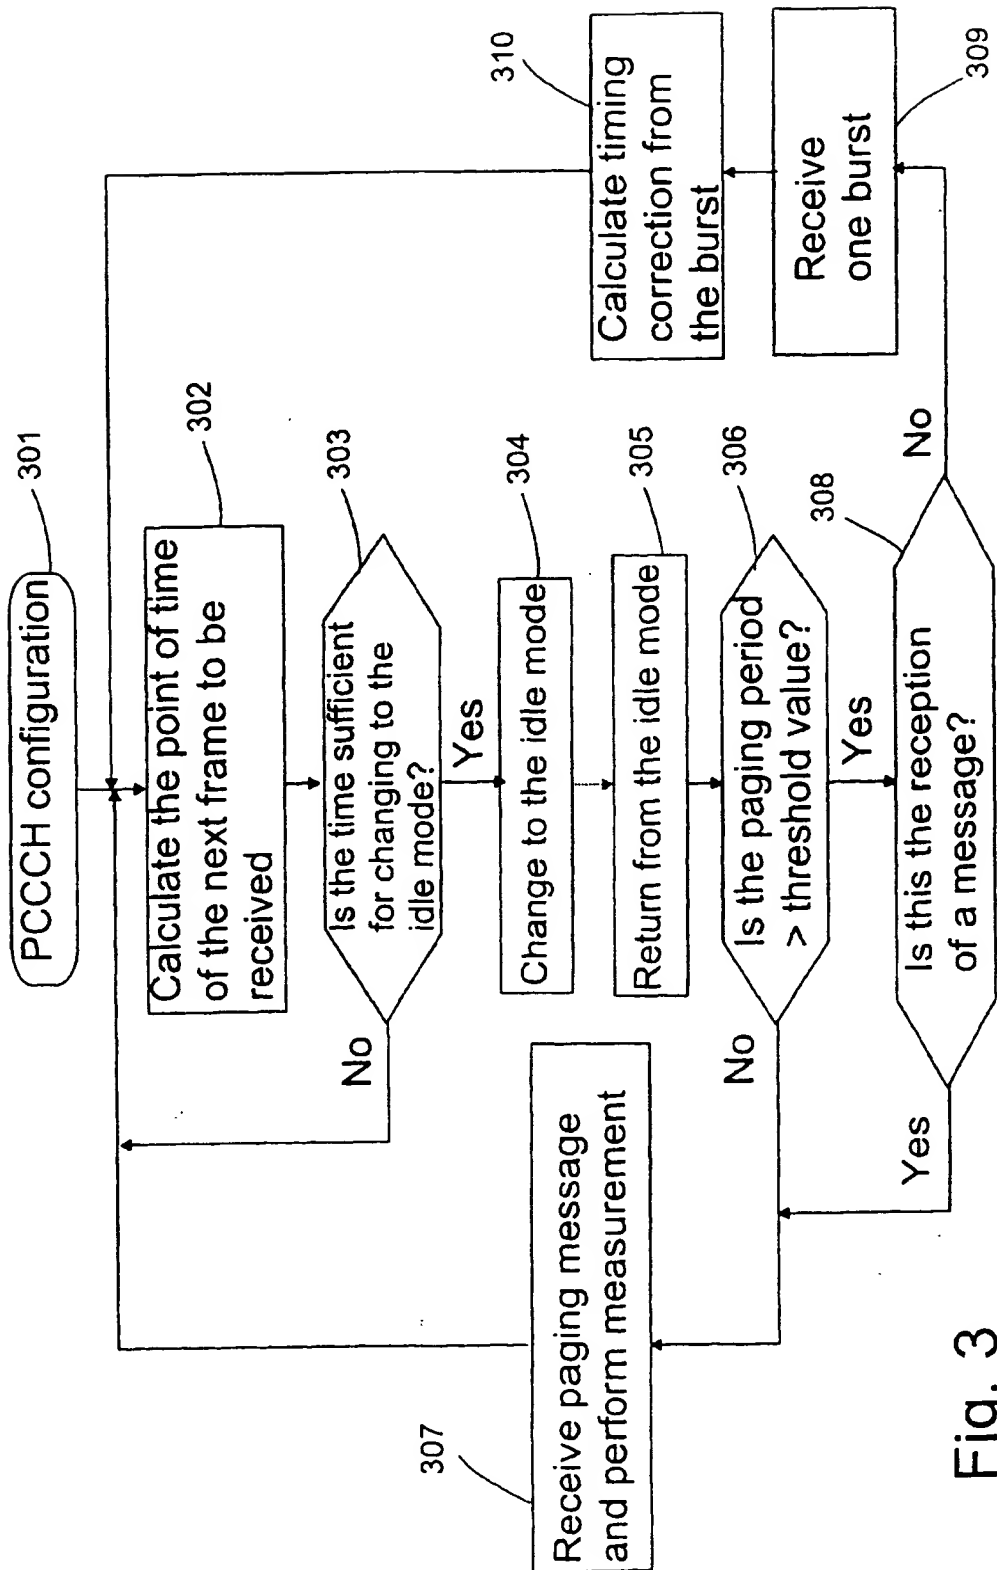 PCCCH configuration
301
Calculate the point of time
of the next frame to be
received
302
Is the time sufficient
for changing to the
idle mode?
303
No
Yes
Change to the idle mode
304
Return from the idle mode
305
Is the paging period
> threshold value?
306
No
Yes
Receive paging message
and perform measurement
307
Is this the reception
of a message?
308
Yes
No
Receive
one burst
309
Calculate timing
correction from
the burst
310
Fig. 3